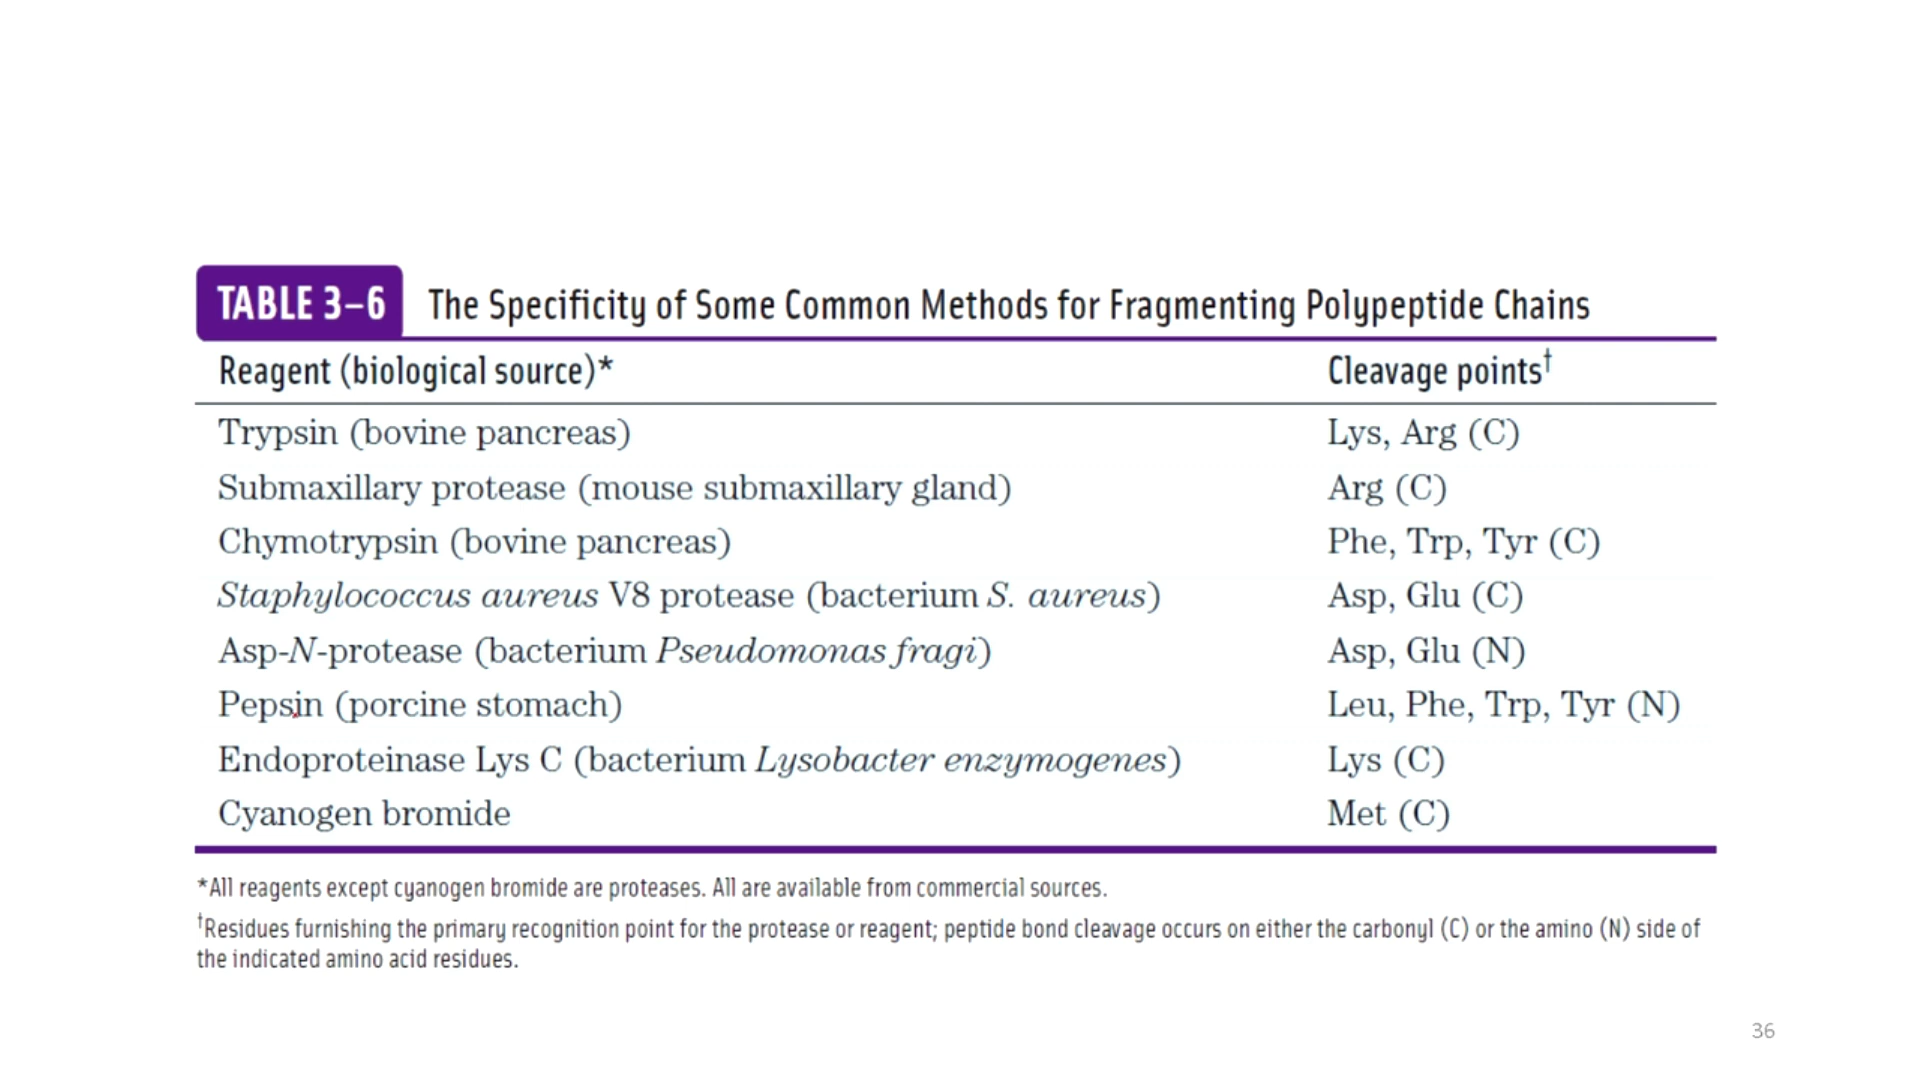 TABLE 3–6 The Specificity of Some Common Methods for Fragmenting Polypeptide Chains
Reagent (biological source)* Cleavage points†
Trypsin (bovine pancreas) Lys, Arg (C)
Submaxillary protease (mouse submaxillary gland) Arg (C)
Chymotrypsin (bovine pancreas) Phe, Trp, Tyr (C)
Staphylococcus aureus V8 protease (bacterium S. aureus) Asp, Glu (C)
Asp-N-protease (bacterium Pseudomonas fragi) Asp, Glu (N)
Pepsin (porcine stomach) Leu, Phe, Trp, Tyr (N)
Endoproteinase Lys C (bacterium Lysobacter enzymogenes) Lys (C)
Cyanogen bromide Met (C)
*All reagents except cyanogen bromide are proteases. All are available from commercial sources.
†Residues furnishing the primary recognition point for the protease or reagent; peptide bond cleavage occurs on either the carbonyl (C) or the amino (N) side of
the indicated amino acid residues.
36